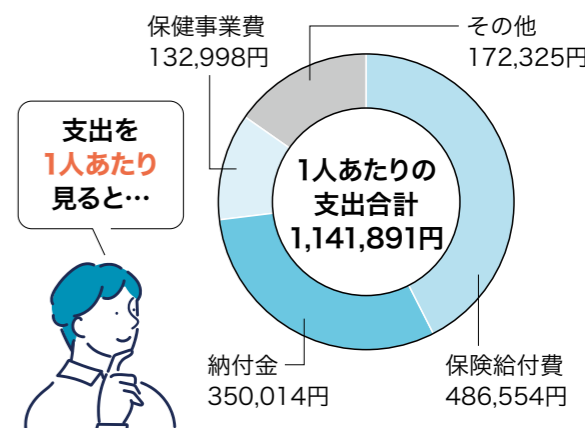 保健事業費
132,998円
その他
172,325円
支出を
1人あたり
見ると…
1人あたりの
支出合計
1,141,891円
納付金
350,014円
保険給付費
486,554円